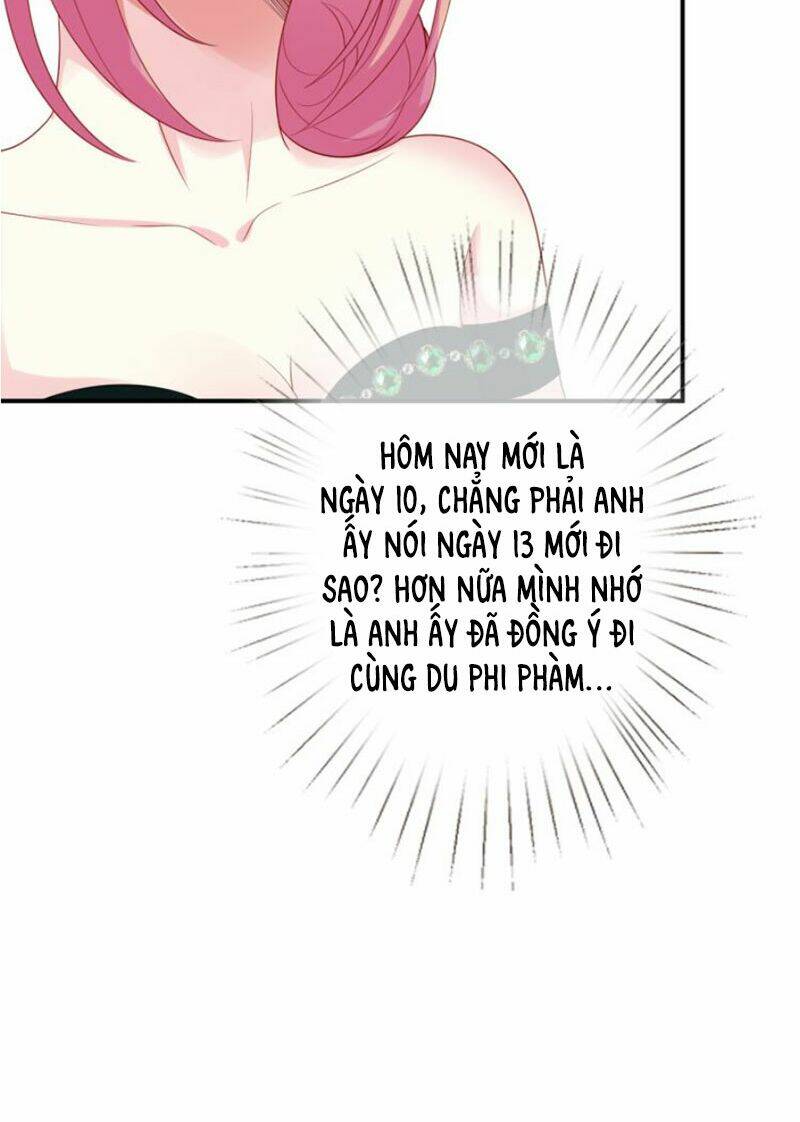 HÔM NAY MỚI LÀ
NGÀY 10, CHẲNG PHẢI ANH
ẤY NÓI NGÀY 13 MỚI ĐI
SAO? HƠN NỮA MÌNH NHỚ
LÀ ANH ẤY ĐÃ ĐỒNG Ý ĐI
CÙNG DU PHI PHÀM...